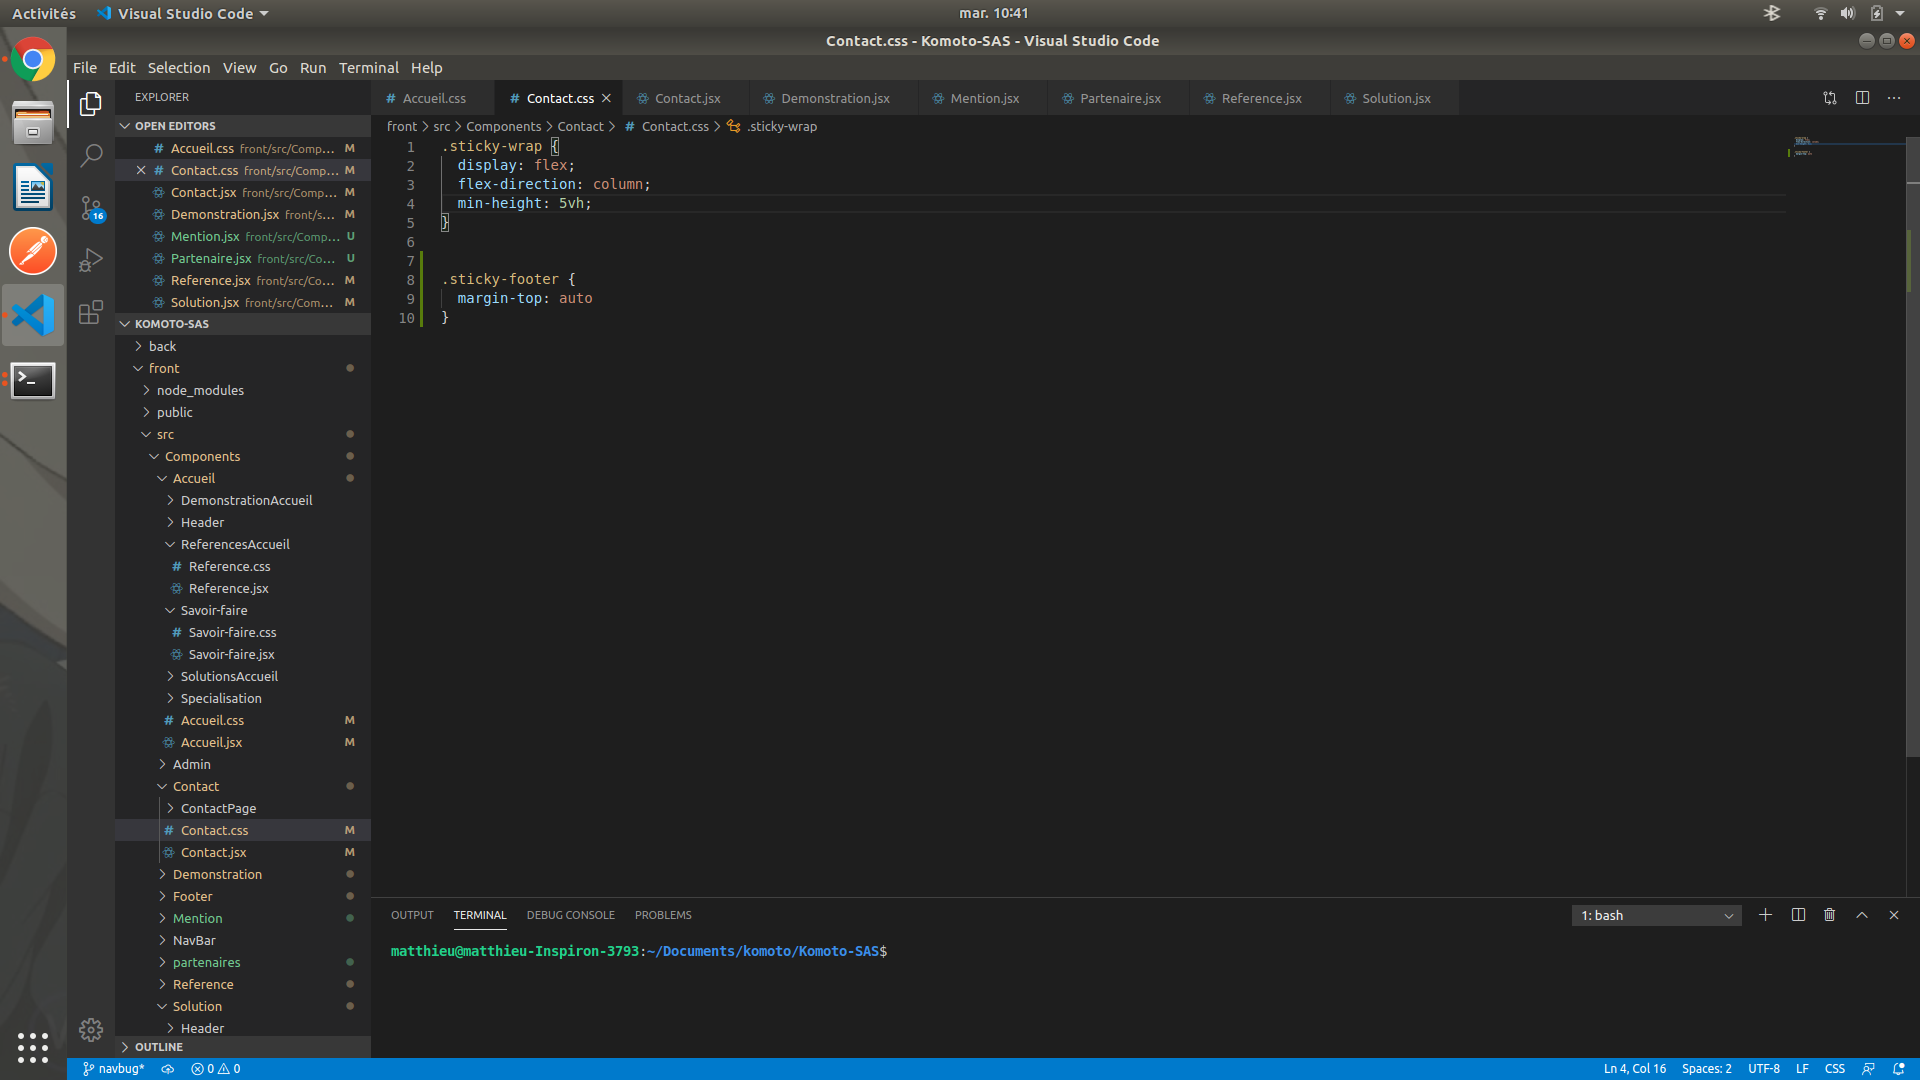 Activités Visual Studio Code mar. 10:41
Contact.css - Komoto-SAS - Visual Studio Code
File Edit Selection View Go Run Terminal Help
EXPLORER
OPEN EDITORS
# Accueil.css front/src/Comp... M
# Contact.css front/src/Comp... M
Contact.jsx front/src/Comp... M
Demonstration.jsx front/s... M
Mention.jsx front/src/Comp... U
Partenaire.jsx front/src/Co... U
Reference.jsx front/src/Co... M
Solution.jsx front/src/Com... M
16
KOMOTO-SAS
back
front
node_modules
public
src
Components
Accueil
DemonstrationAccueil
Header
ReferencesAccueil
# Reference.css
Reference.jsx
Savoir-faire
# Savoir-faire.css
Savoir-faire.jsx
SolutionsAccueil
Specialisation
# Accueil.css M
Accueil.jsx M
Admin
Contact
ContactPage
# Contact.css M
Contact.jsx M
Demonstration
Footer
Mention
NavBar
partenaires
Reference
Solution
Header
OUTLINE
# Accueil.css # Contact.css Contact.jsx Demonstration.jsx Mention.jsx Partenaire.jsx Reference.jsx Solution.jsx ...
front > src > Components > Contact > # Contact.css > .sticky-wrap
1 .sticky-wrap {
2 display: flex;
3 flex-direction: column;
4 min-height: 5vh;
5 }
6
7
8 .sticky-footer {
9 margin-top: auto
10 }
OUTPUT TERMINAL DEBUG CONSOLE PROBLEMS 1: bash
matthieu@matthieu-Inspiron-3793:~/Documents/komoto/Komoto-SAS$
navbug* 0 0 Ln 4, Col 16 Spaces: 2 UTF-8 LF CSS